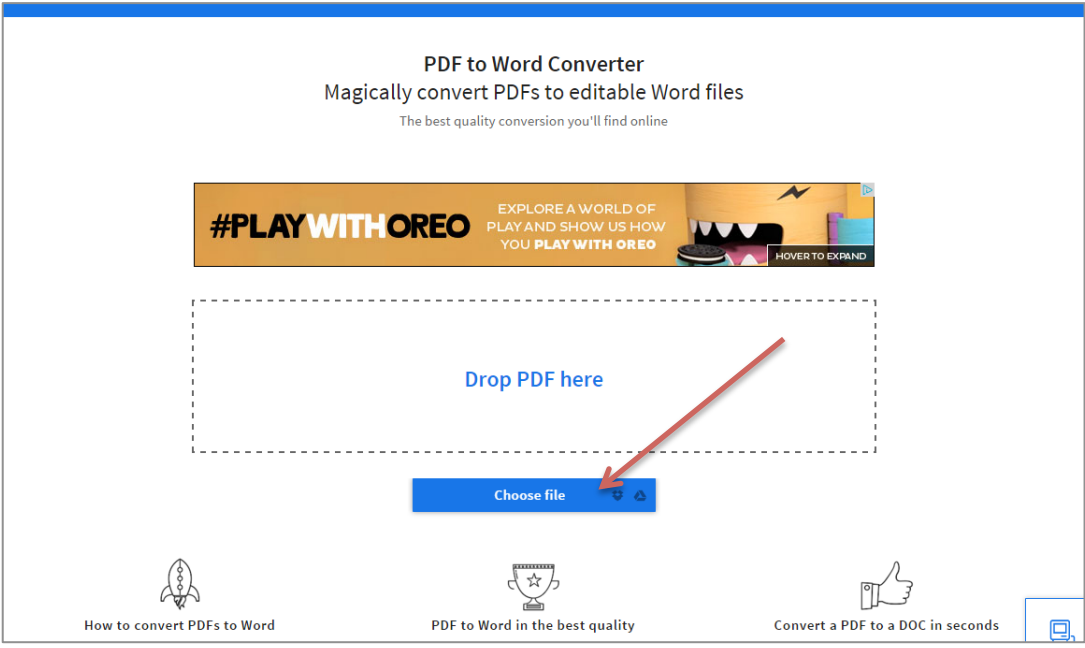 PDF to Word Converter
Magically convert PDFs to editable Word files
The best quality conversion you'll find online
#PLAYWITHOREO
EXPLORE A WORLD OF
PLAY AND SHOW US HOW
YOU PLAY WITH OREO
HOVER TO EXPAND
Drop PDF here
Choose file
How to convert PDFs to Word
PDF to Word in the best quality
Convert a PDF to a DOC in seconds